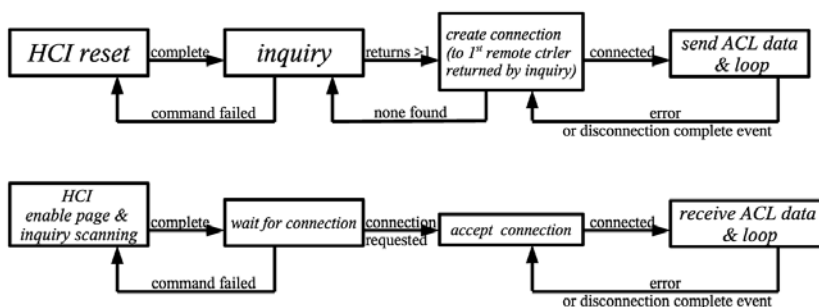 HCI reset
complete
inquiry
returns >1
create connection
(to 1st remote ctrler
returned by inquiry)
connected
send ACL data
& loop
command failed
none found
error
or disconnection complete event
HCI
enable page &
inquiry scanning
complete
wait for connection
connection
requested
accept connection
connected
receive ACL data
& loop
command failed
error
or disconnection complete event